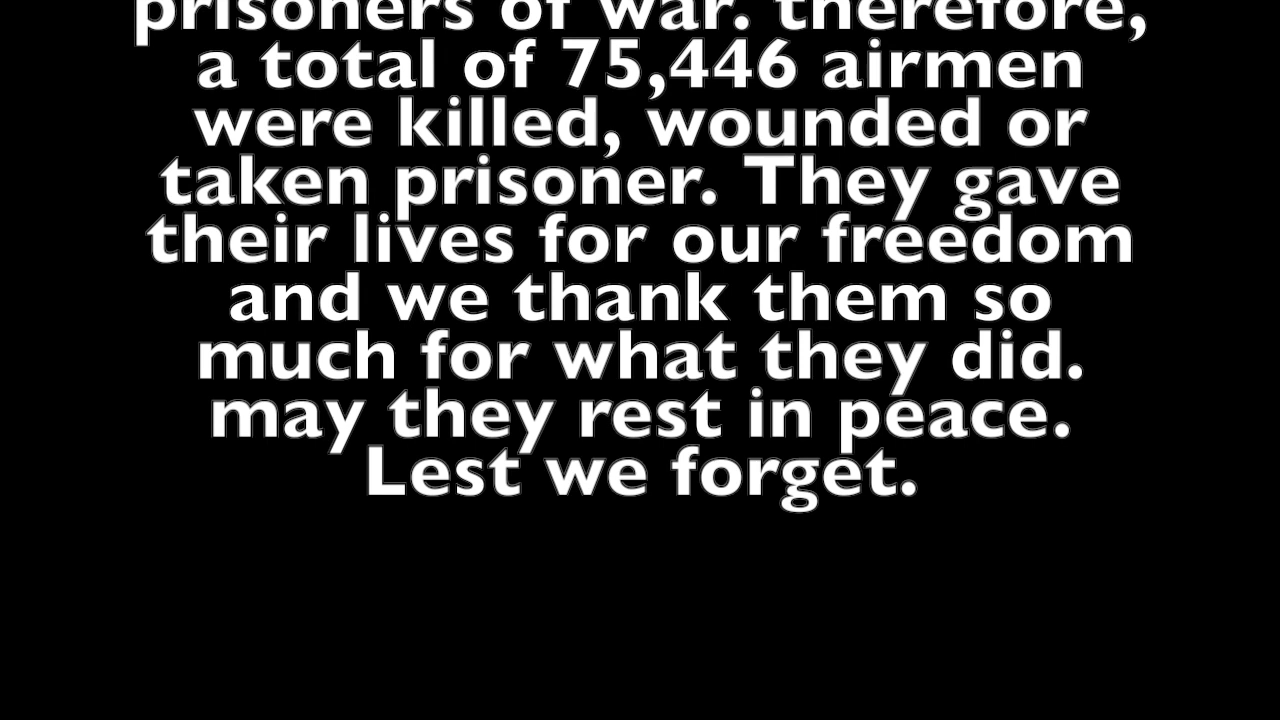 prisoners of war. therefore,
a total of 75,446 airmen
were killed, wounded or
taken prisoner. They gave
their lives for our freedom
and we thank them so
much for what they did.
may they rest in peace.
Lest we forget.